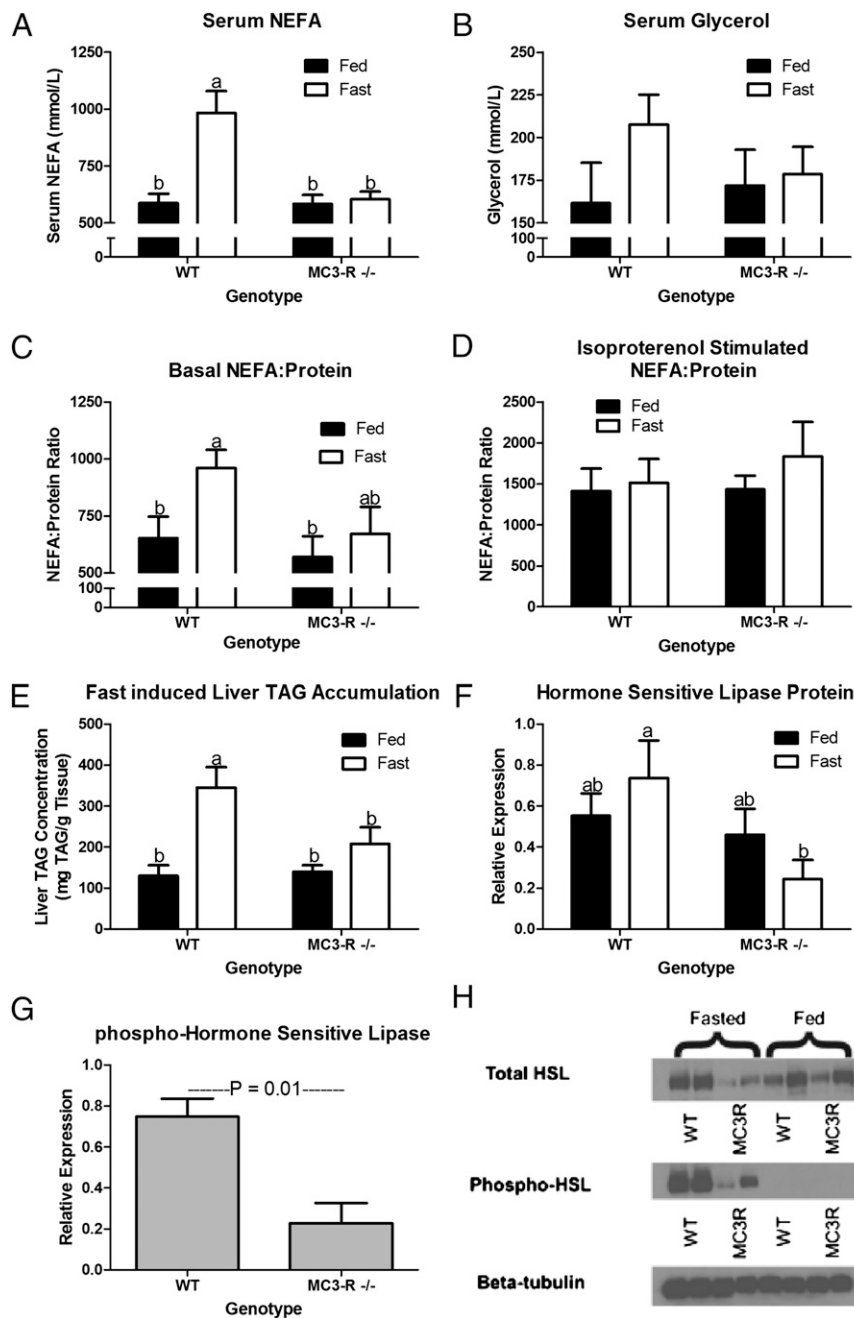 A
Serum NEFA
Serum NEFA (mmol/L)
1250
1000
750
500
0
Fed
Fast
b
a
b
b
WT
MC3-R -/-
Genotype
B
Serum Glycerol
Glycerol (mmol/L)
250
225
200
175
150
100
0
Fed
Fast
WT
MC3-R -/-
Genotype
C
Basal NEFA:Protein
NEFA:Protein Ratio
1250
1000
750
500
100
0
Fed
Fast
b
a
b
ab
WT
MC3-R -/-
Genotype
D
Isoproterenol Stimulated
NEFA:Protein
NEFA:Protein Ratio
2500
2000
1500
1000
500
0
Fed
Fast
WT
MC3-R -/-
Genotype
E
Fast induced Liver TAG Accumulation
Liver TAG Concentration
(mg TAG/g Tissue)
500
400
300
200
100
0
Fed
Fast
b
a
b
b
WT
MC3-R -/-
Genotype
F
Hormone Sensitive Lipase Protein
Relative Expression
1.0
0.8
0.6
0.4
0.2
0.0
Fed
Fast
ab
a
ab
b
WT
MC3-R -/-
Genotype
G
phospho-Hormone Sensitive Lipase
Relative Expression
1.0
0.8
0.6
0.4
0.2
0.0
-------P = 0.01-------
WT
MC3-R -/-
Genotype
H
Fasted Fed
Total HSL
WT MC3R WT MC3R
Phospho-HSL
WT MC3R WT MC3R
Beta-tubulin